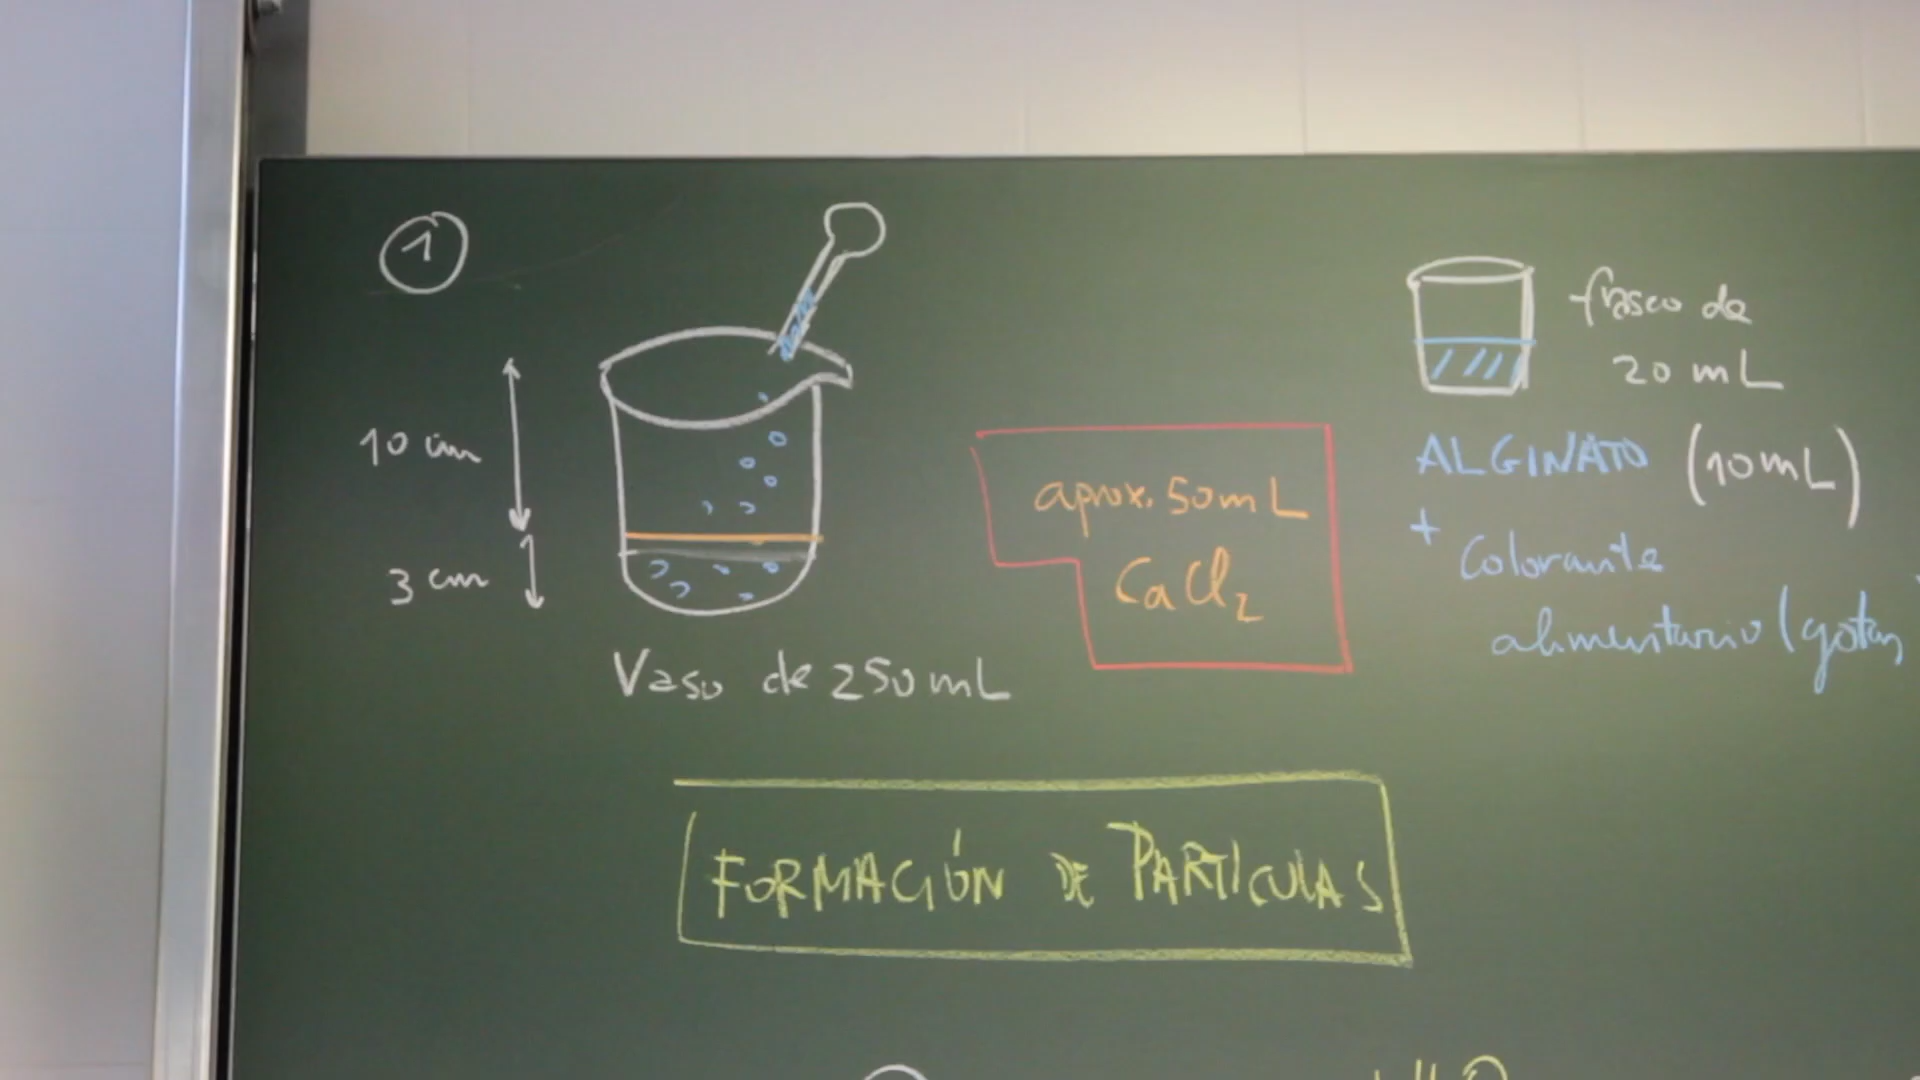 1
10 cm
3 cm
Vaso de 250 mL
aprox. 50 mL
CaCl₂
frasco de
20 mL
ALGINATO (10 mL)
+ Colorante
alimentario (gotas
FORMACIÓN DE PARTICULAS